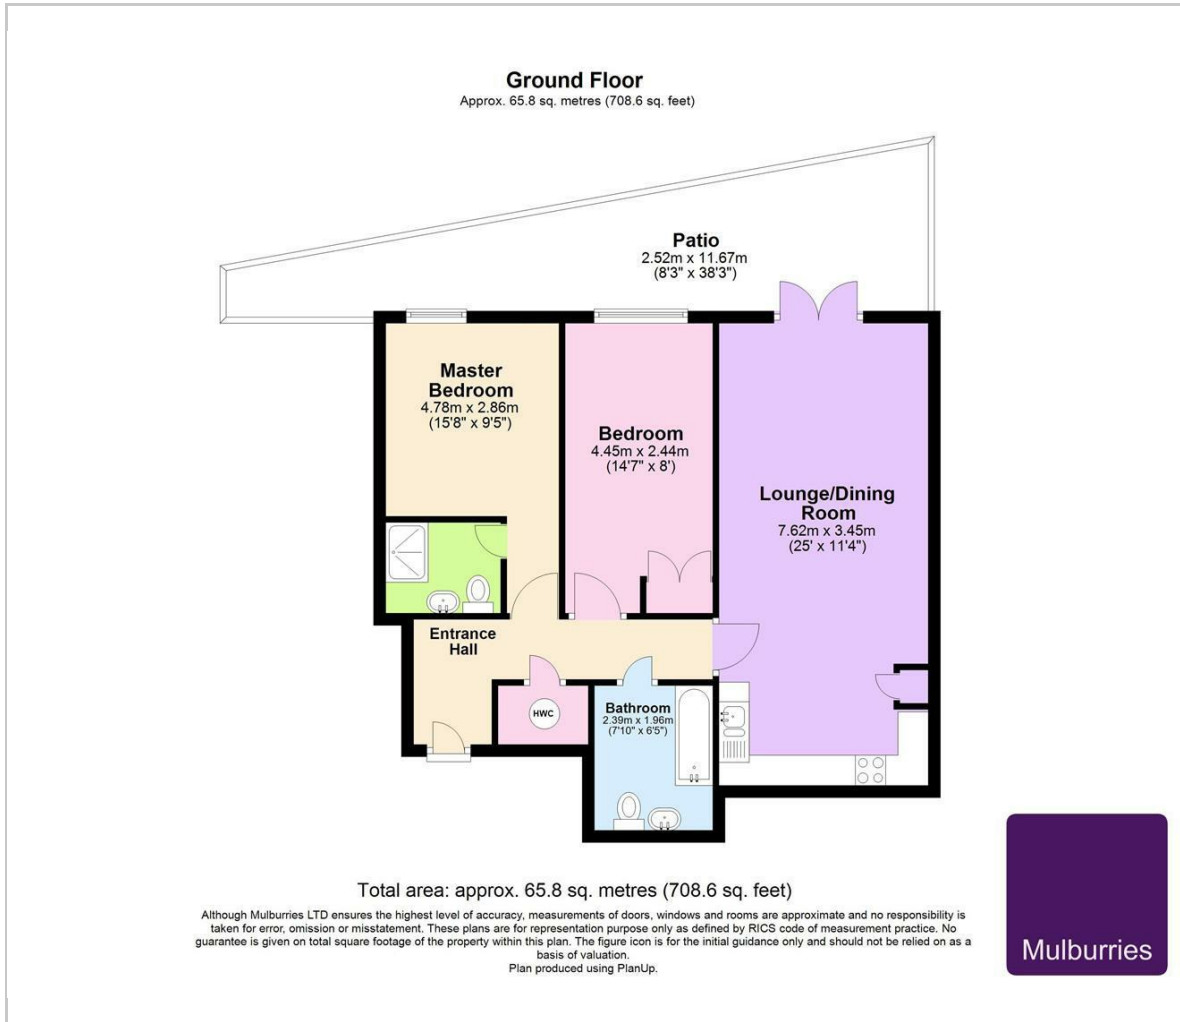 Ground Floor
Approx. 65.8 sq. metres (708.6 sq. feet)
Patio
2.52m x 11.67m
(8'3" x 38'3")
Master
Bedroom
4.78m x 2.86m
(15'8" x 9'5")
Bedroom
4.45m x 2.44m
(14'7" x 8')
Lounge/Dining
Room
7.62m x 3.45m
(25' x 11'4")
Entrance
Hall
HWC
Bathroom
2.39m x 1.96m
(7'10" x 6'5")
Total area: approx. 65.8 sq. metres (708.6 sq. feet)
Although Mulburries LTD ensures the highest level of accuracy, measurements of doors, windows and rooms are approximate and no responsibility is
taken for error, omission or misstatement. These plans are for representation purpose only as defined by RICS code of measurement practice. No
guarantee is given on total square footage of the property within this plan. The figure icon is for the initial guidance only and should not be relied on as a
basis of valuation.
Plan produced using PlanUp.
Mulburries